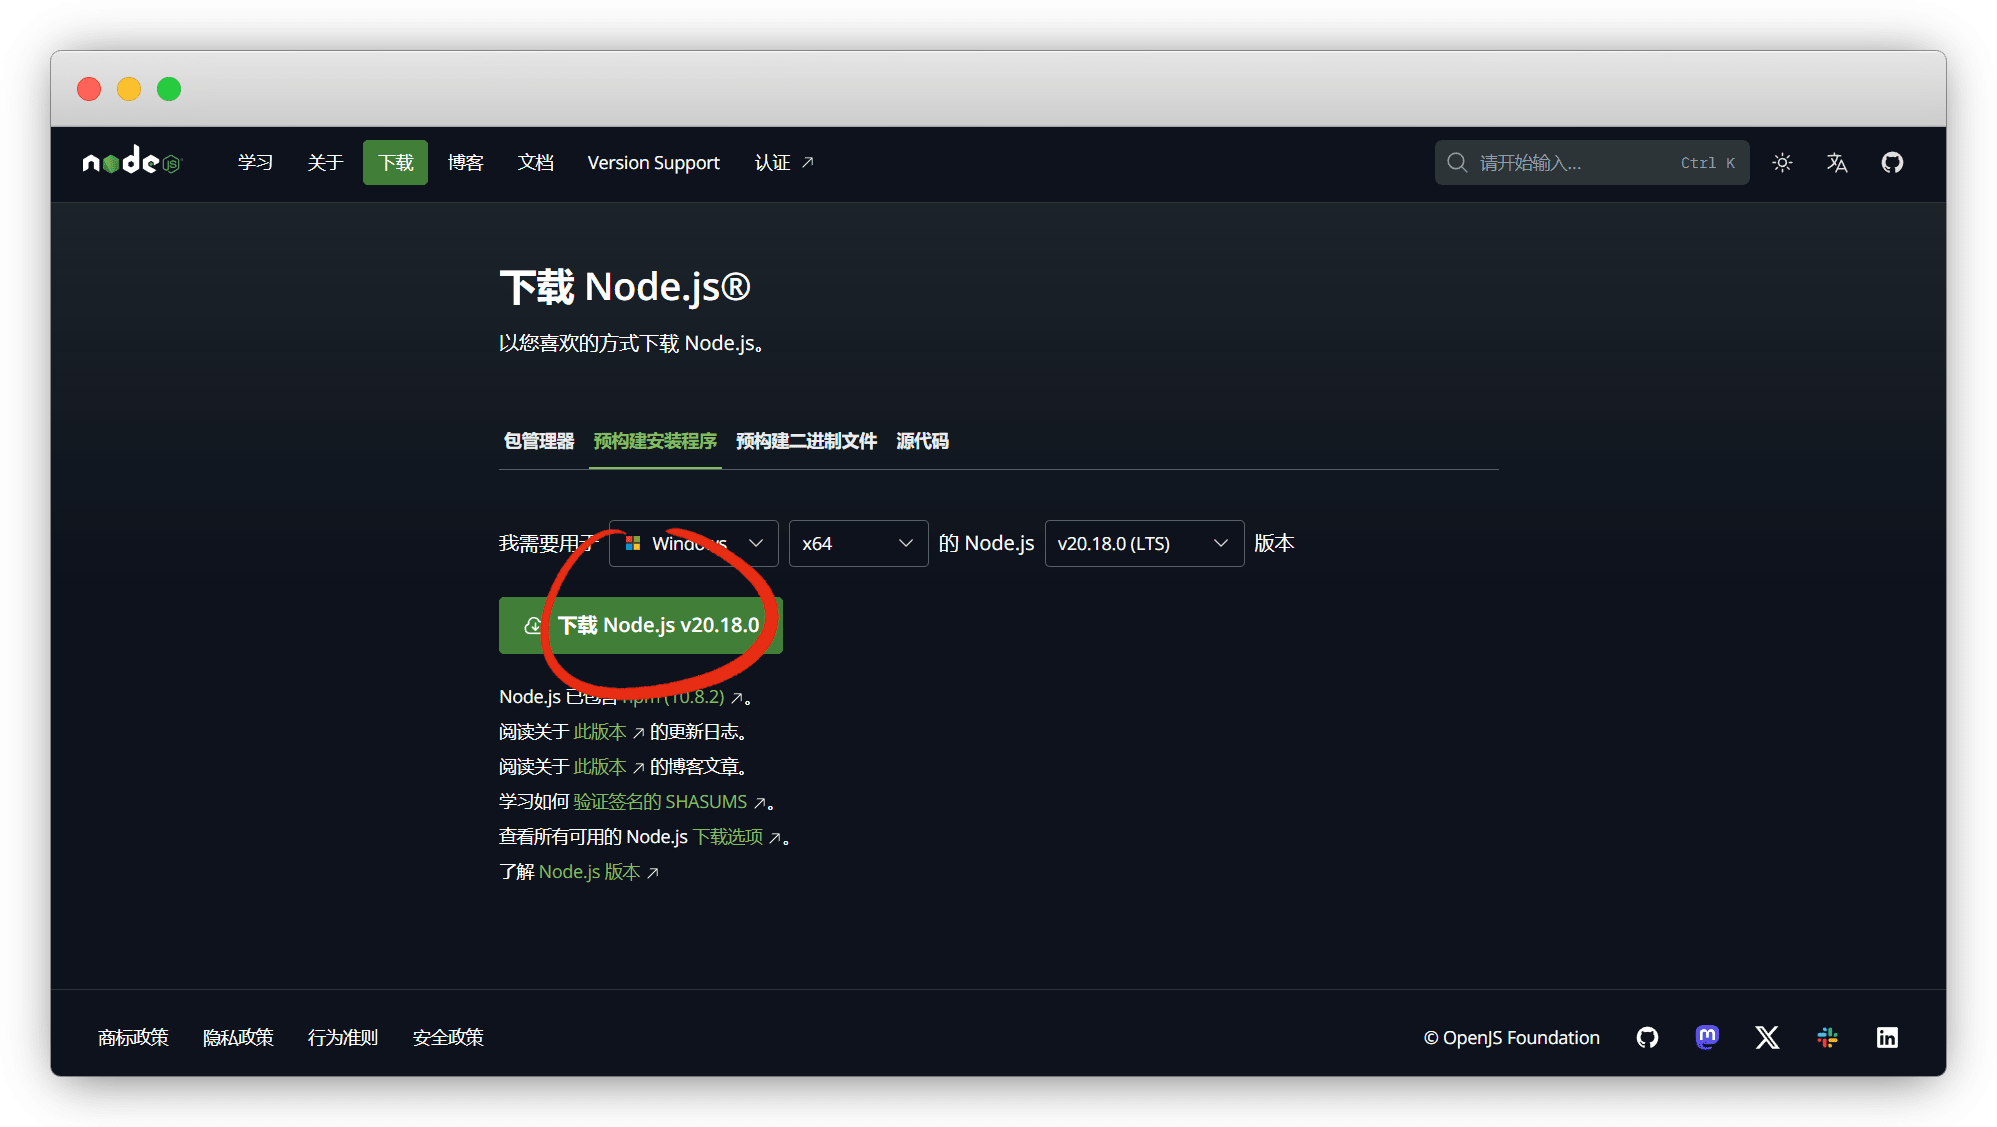 node JS
学习 关于 下载 博客 文档 Version Support 认证 ↗ 请开始输入... Ctrl K
下载 Node.js®
以您喜欢的方式下载 Node.js。
包管理器 预构建安装程序 预构建二进制文件 源代码
我需要用于 Windows x64 的 Node.js v20.18.0 (LTS) 版本
下载 Node.js v20.18.0
Node.js 已包含 npm (10.8.2) ↗。
阅读关于 此版本 ↗ 的更新日志。
阅读关于 此版本 ↗ 的博客文章。
学习如何 验证签名的 SHASUMS ↗。
查看所有可用的 Node.js 下载选项 ↗。
了解 Node.js 版本 ↗
商标政策 隐私政策 行为准则 安全政策 © OpenJS Foundation